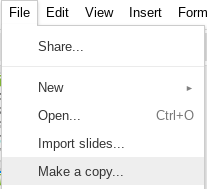 File Edit View Insert Form
Share...
New ►
Open... Ctrl+O
Import slides...
Make a copy...